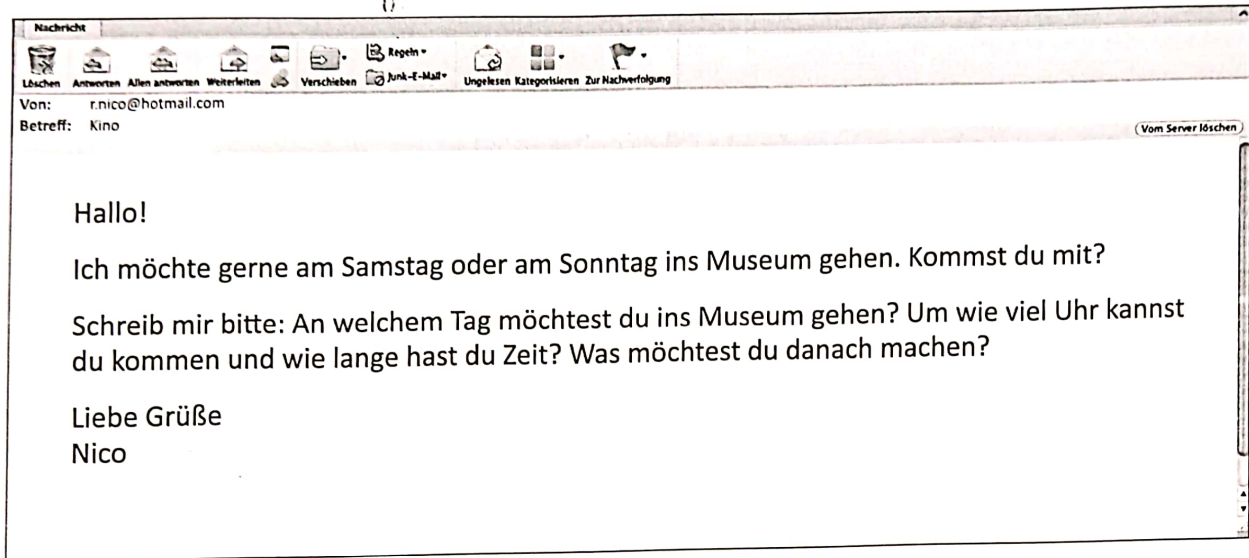 Nachricht
Regeln
Löschen Antworten Allen antworten Weiterleiten Verschieben Junk-E-Mail Ungelesen Kategorisieren Zur Nachverfolgung
Von: r.nico@hotmail.com
Betreff: Kino
Vom Server löschen
Hallo!
Ich möchte gerne am Samstag oder am Sonntag ins Museum gehen. Kommst du mit?
Schreib mir bitte: An welchem Tag möchtest du ins Museum gehen? Um wie viel Uhr kannst
du kommen und wie lange hast du Zeit? Was möchtest du danach machen?
Liebe Grüße
Nico